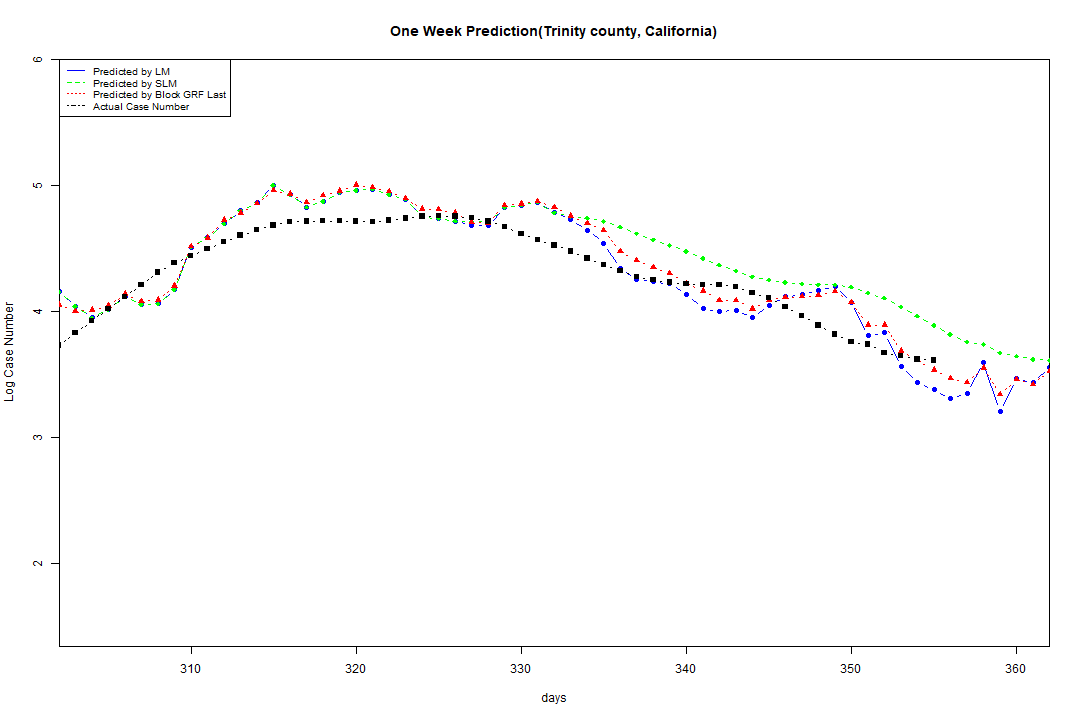 One Week Prediction(Trinity county, California)
Predicted by LM
Predicted by SLM
Predicted by Block GRF Last
Actual Case Number
Log Case Number
6
5
4
3
2
310 320 330 340 350 360
days